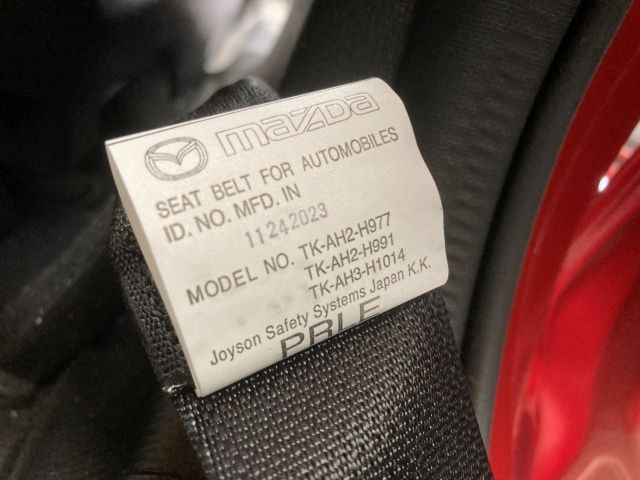 mazda
SEAT BELT FOR AUTOMOBILES
ID. NO. MFD. IN
11242023
MODEL NO. TK-AH2-H977
TK-AH2-H991
TK-AH3-H1014
Joyson Safety Systems Japan K.K.
PRLF